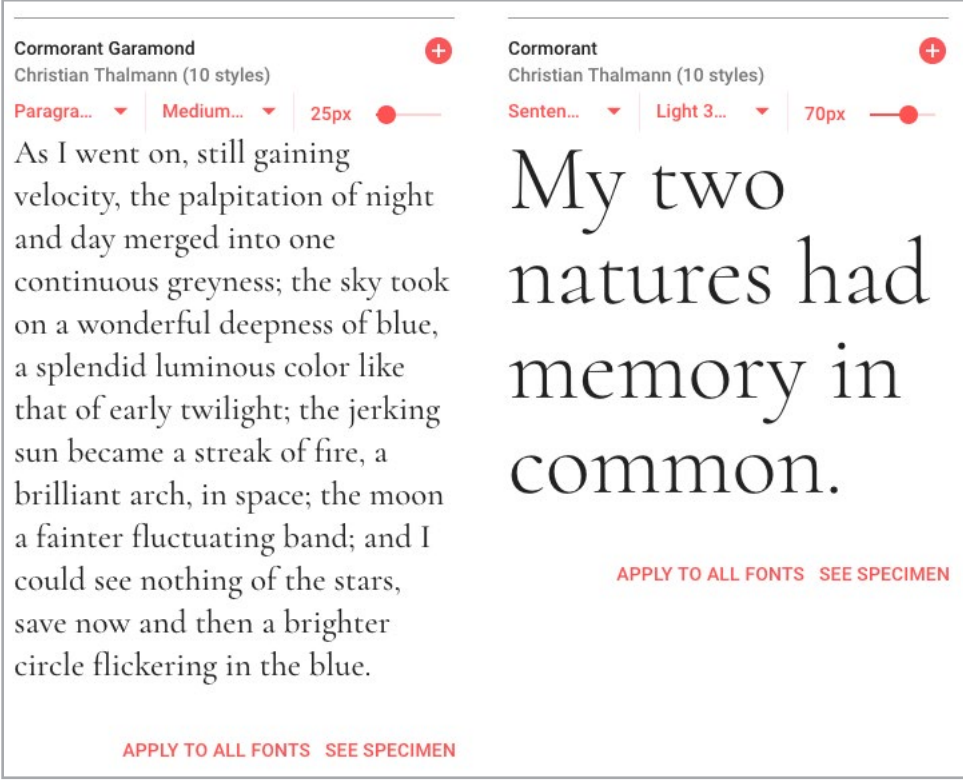 Cormorant Garamond
Christian Thalmann (10 styles)
Paragra... Medium... 25px
As I went on, still gaining
velocity, the palpitation of night
and day merged into one
continuous greyness; the sky took
on a wonderful deepness of blue,
a splendid luminous color like
that of early twilight; the jerking
sun became a streak of fire, a
brilliant arch, in space; the moon
a fainter fluctuating band; and I
could see nothing of the stars,
save now and then a brighter
circle flickering in the blue.
APPLY TO ALL FONTS SEE SPECIMEN
Cormorant
Christian Thalmann (10 styles)
Senten... Light 3... 70px
My two
natures had
memory in
common.
APPLY TO ALL FONTS SEE SPECIMEN